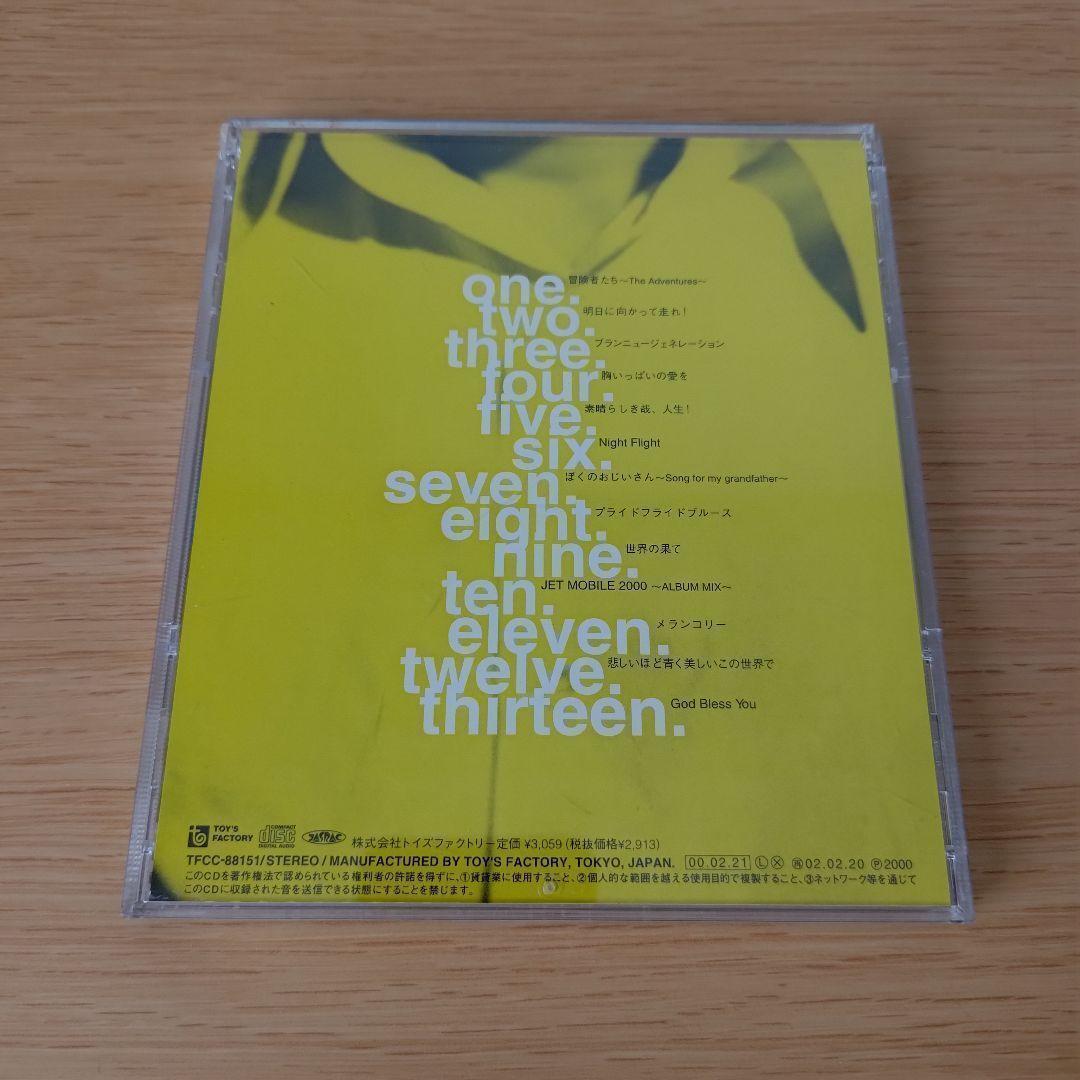 one. 冒険者たち〜The Adventures〜
two. 明日に向かって走れ!
three. ブランニュージェネレーション
four. 胸いっぱいの愛を
five. 素晴らしき哉、人生!
six. Night Flight
seven. ぼくのおじいさん〜Song for my grandfather〜
eight. プライドフライドブルース
nine. 世界の果て
ten. JET MOBILE 2000 〜ALBUM MIX〜
eleven. メランコリー
twelve. 悲しいほど青く美しいこの世界で
thirteen. God Bless You
TOY'S FACTORY COMPACT disc DIGITAL AUDIO JASRAC 株式会社トイズファクトリー定価 ¥3,059 (税抜価格¥2,913)
TFCC-88151/STEREO/MANUFACTURED BY TOY'S FACTORY, TOKYO, JAPAN. 00.02.21 Ⓛ Ⓧ ㋐02.02.20 Ⓟ2000
このCDを著作権法で認められている権利者の許諾を得ずに、①賃貸業に使用すること、②個人的な範囲を越える使用目的で複製すること、③ネットワーク等を通じて
このCDに収録された音を送信できる状態にすることを禁じます。